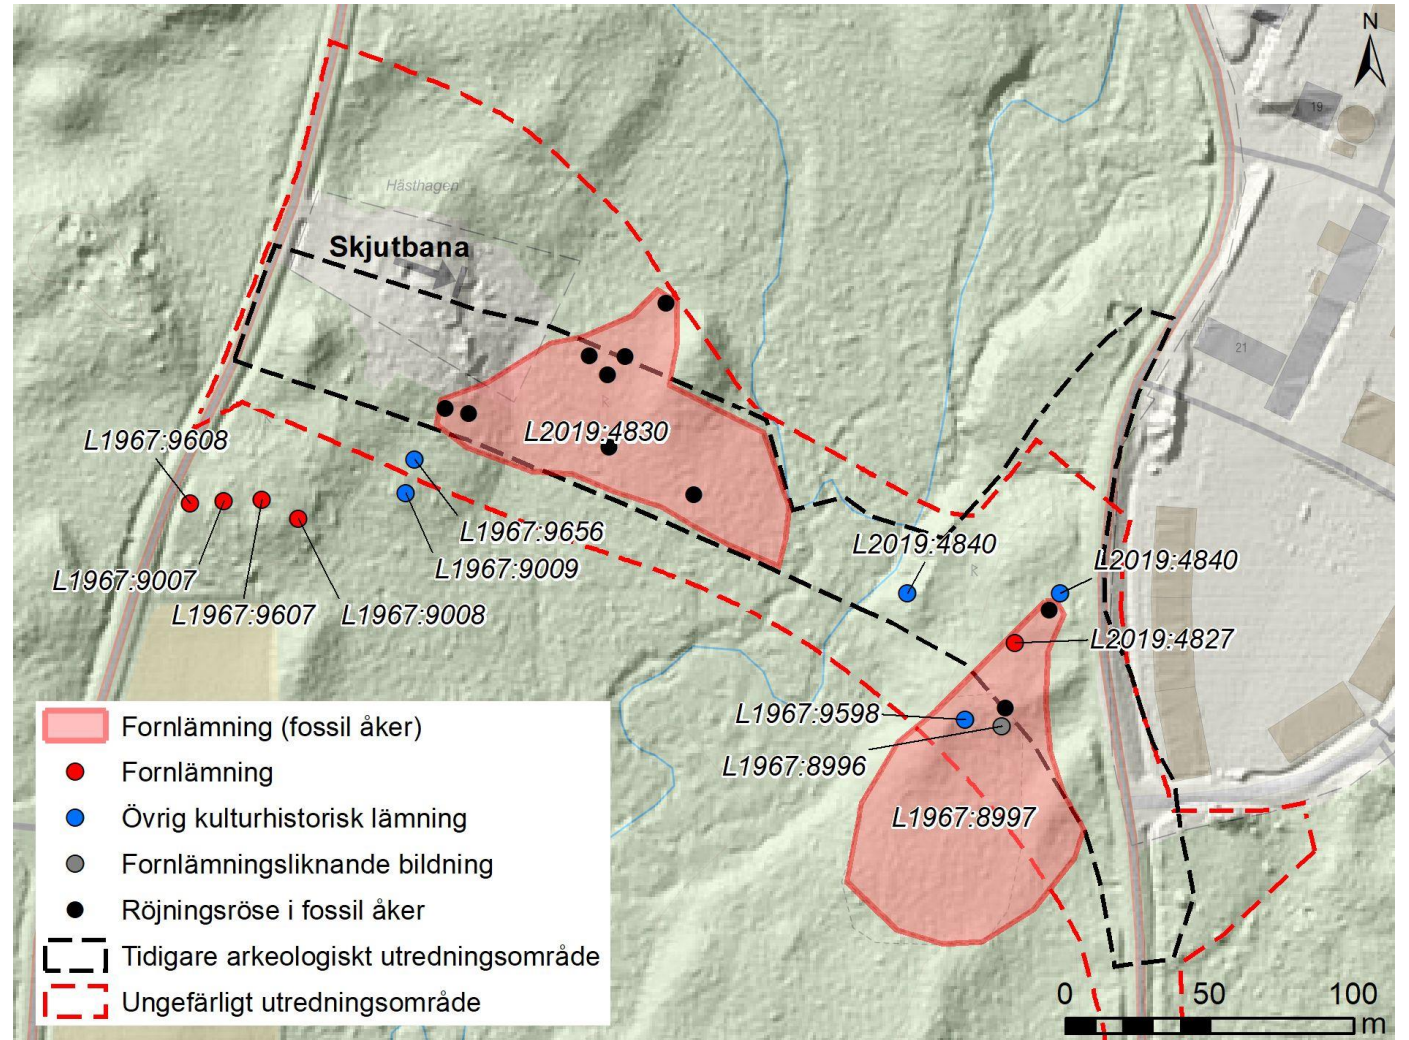 N
19
Hästhagen
Skjutbana
21
R
L2019:4830
L1967:9608
L1967:9656
L2019:4840
L1967:9009
R
L2019:4840
L1967:9007
L1967:9607
L1967:9008
L2019:4827
L1967:9598
L1967:8996
L1967:8997
Fornlämning (fossil åker)
Fornlämning
Övrig kulturhistorisk lämning
Fornlämningsliknande bildning
Röjningsröse i fossil åker
Tidigare arkeologiskt utredningsområde
Ungefärligt utredningsområde
0 50 100
m